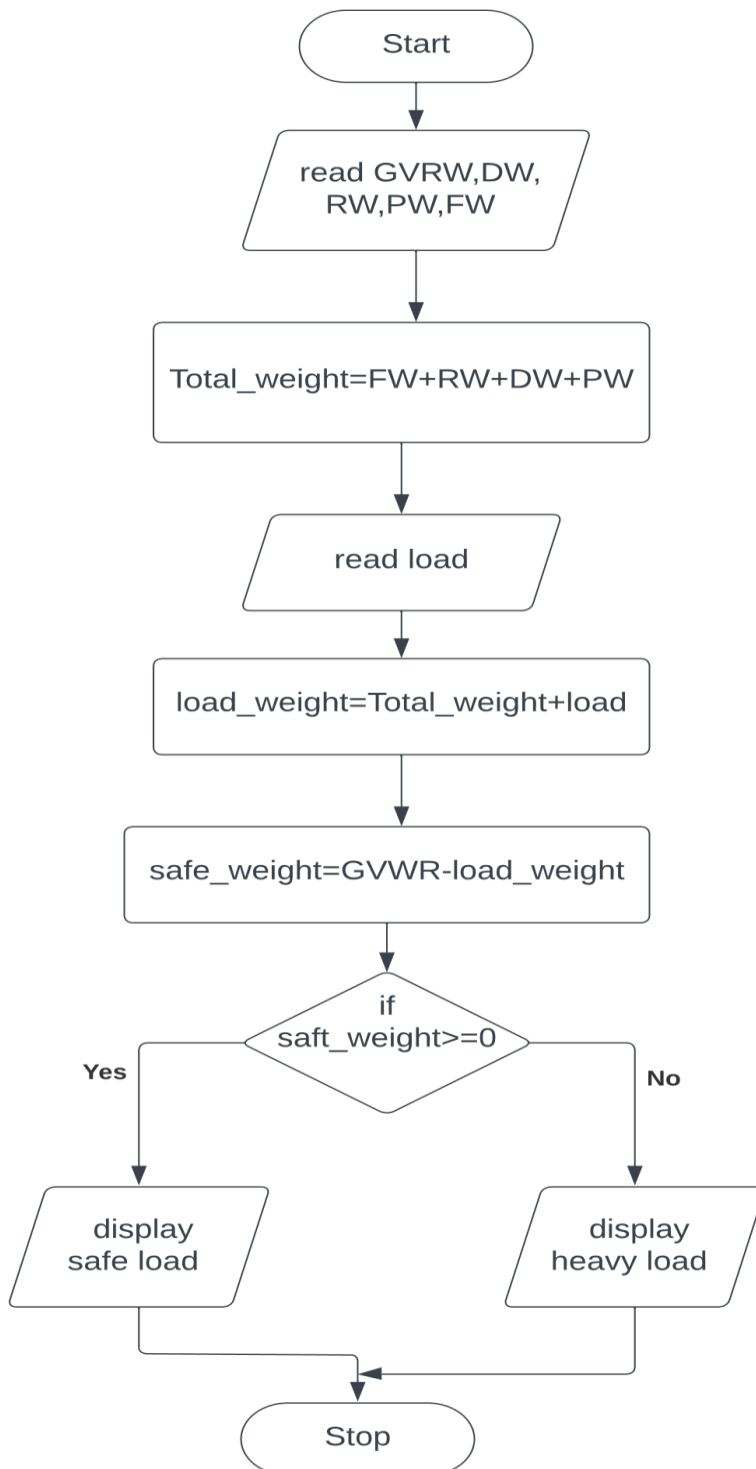 Start
read GVRW,DW,
RW,PW,FW
Total_weight=FW+RW+DW+PW
read load
load_weight=Total_weight+load
safe_weight=GVWR-load_weight
if
saft_weight>=0
Yes
No
display
safe load
display
heavy load
Stop